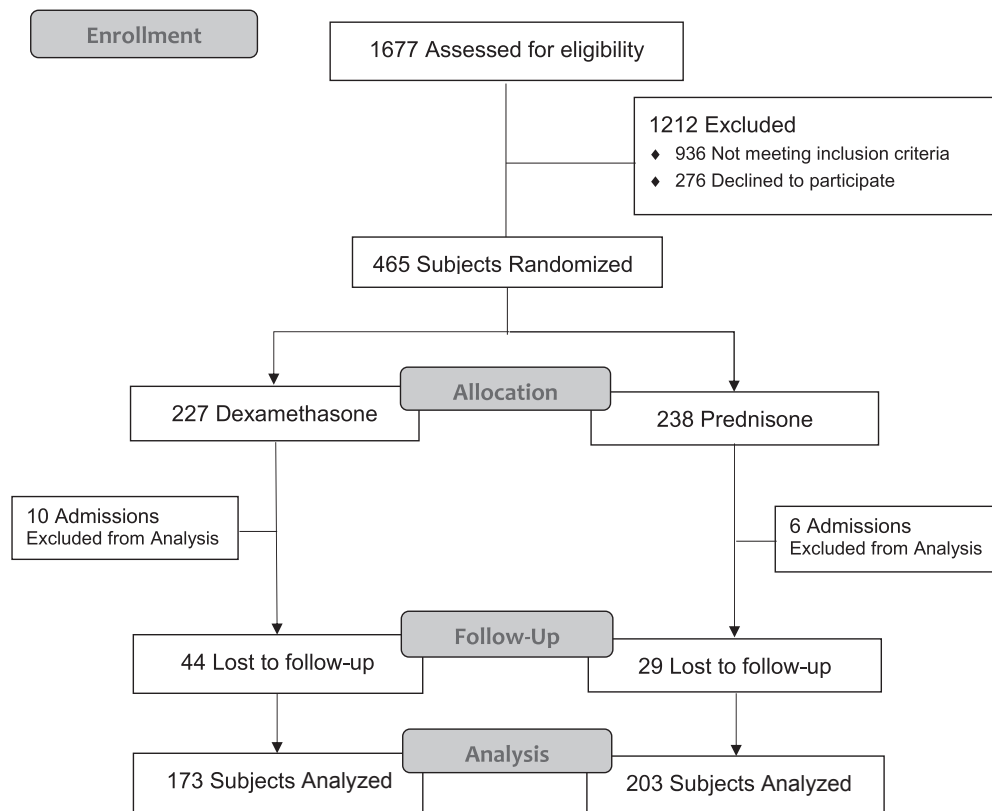 Enrollment
1677 Assessed for eligibility
1212 Excluded
♦ 936 Not meeting inclusion criteria
♦ 276 Declined to participate
465 Subjects Randomized
Allocation
227 Dexamethasone
238 Prednisone
10 Admissions
Excluded from Analysis
6 Admissions
Excluded from Analysis
Follow-Up
44 Lost to follow-up
29 Lost to follow-up
Analysis
173 Subjects Analyzed
203 Subjects Analyzed